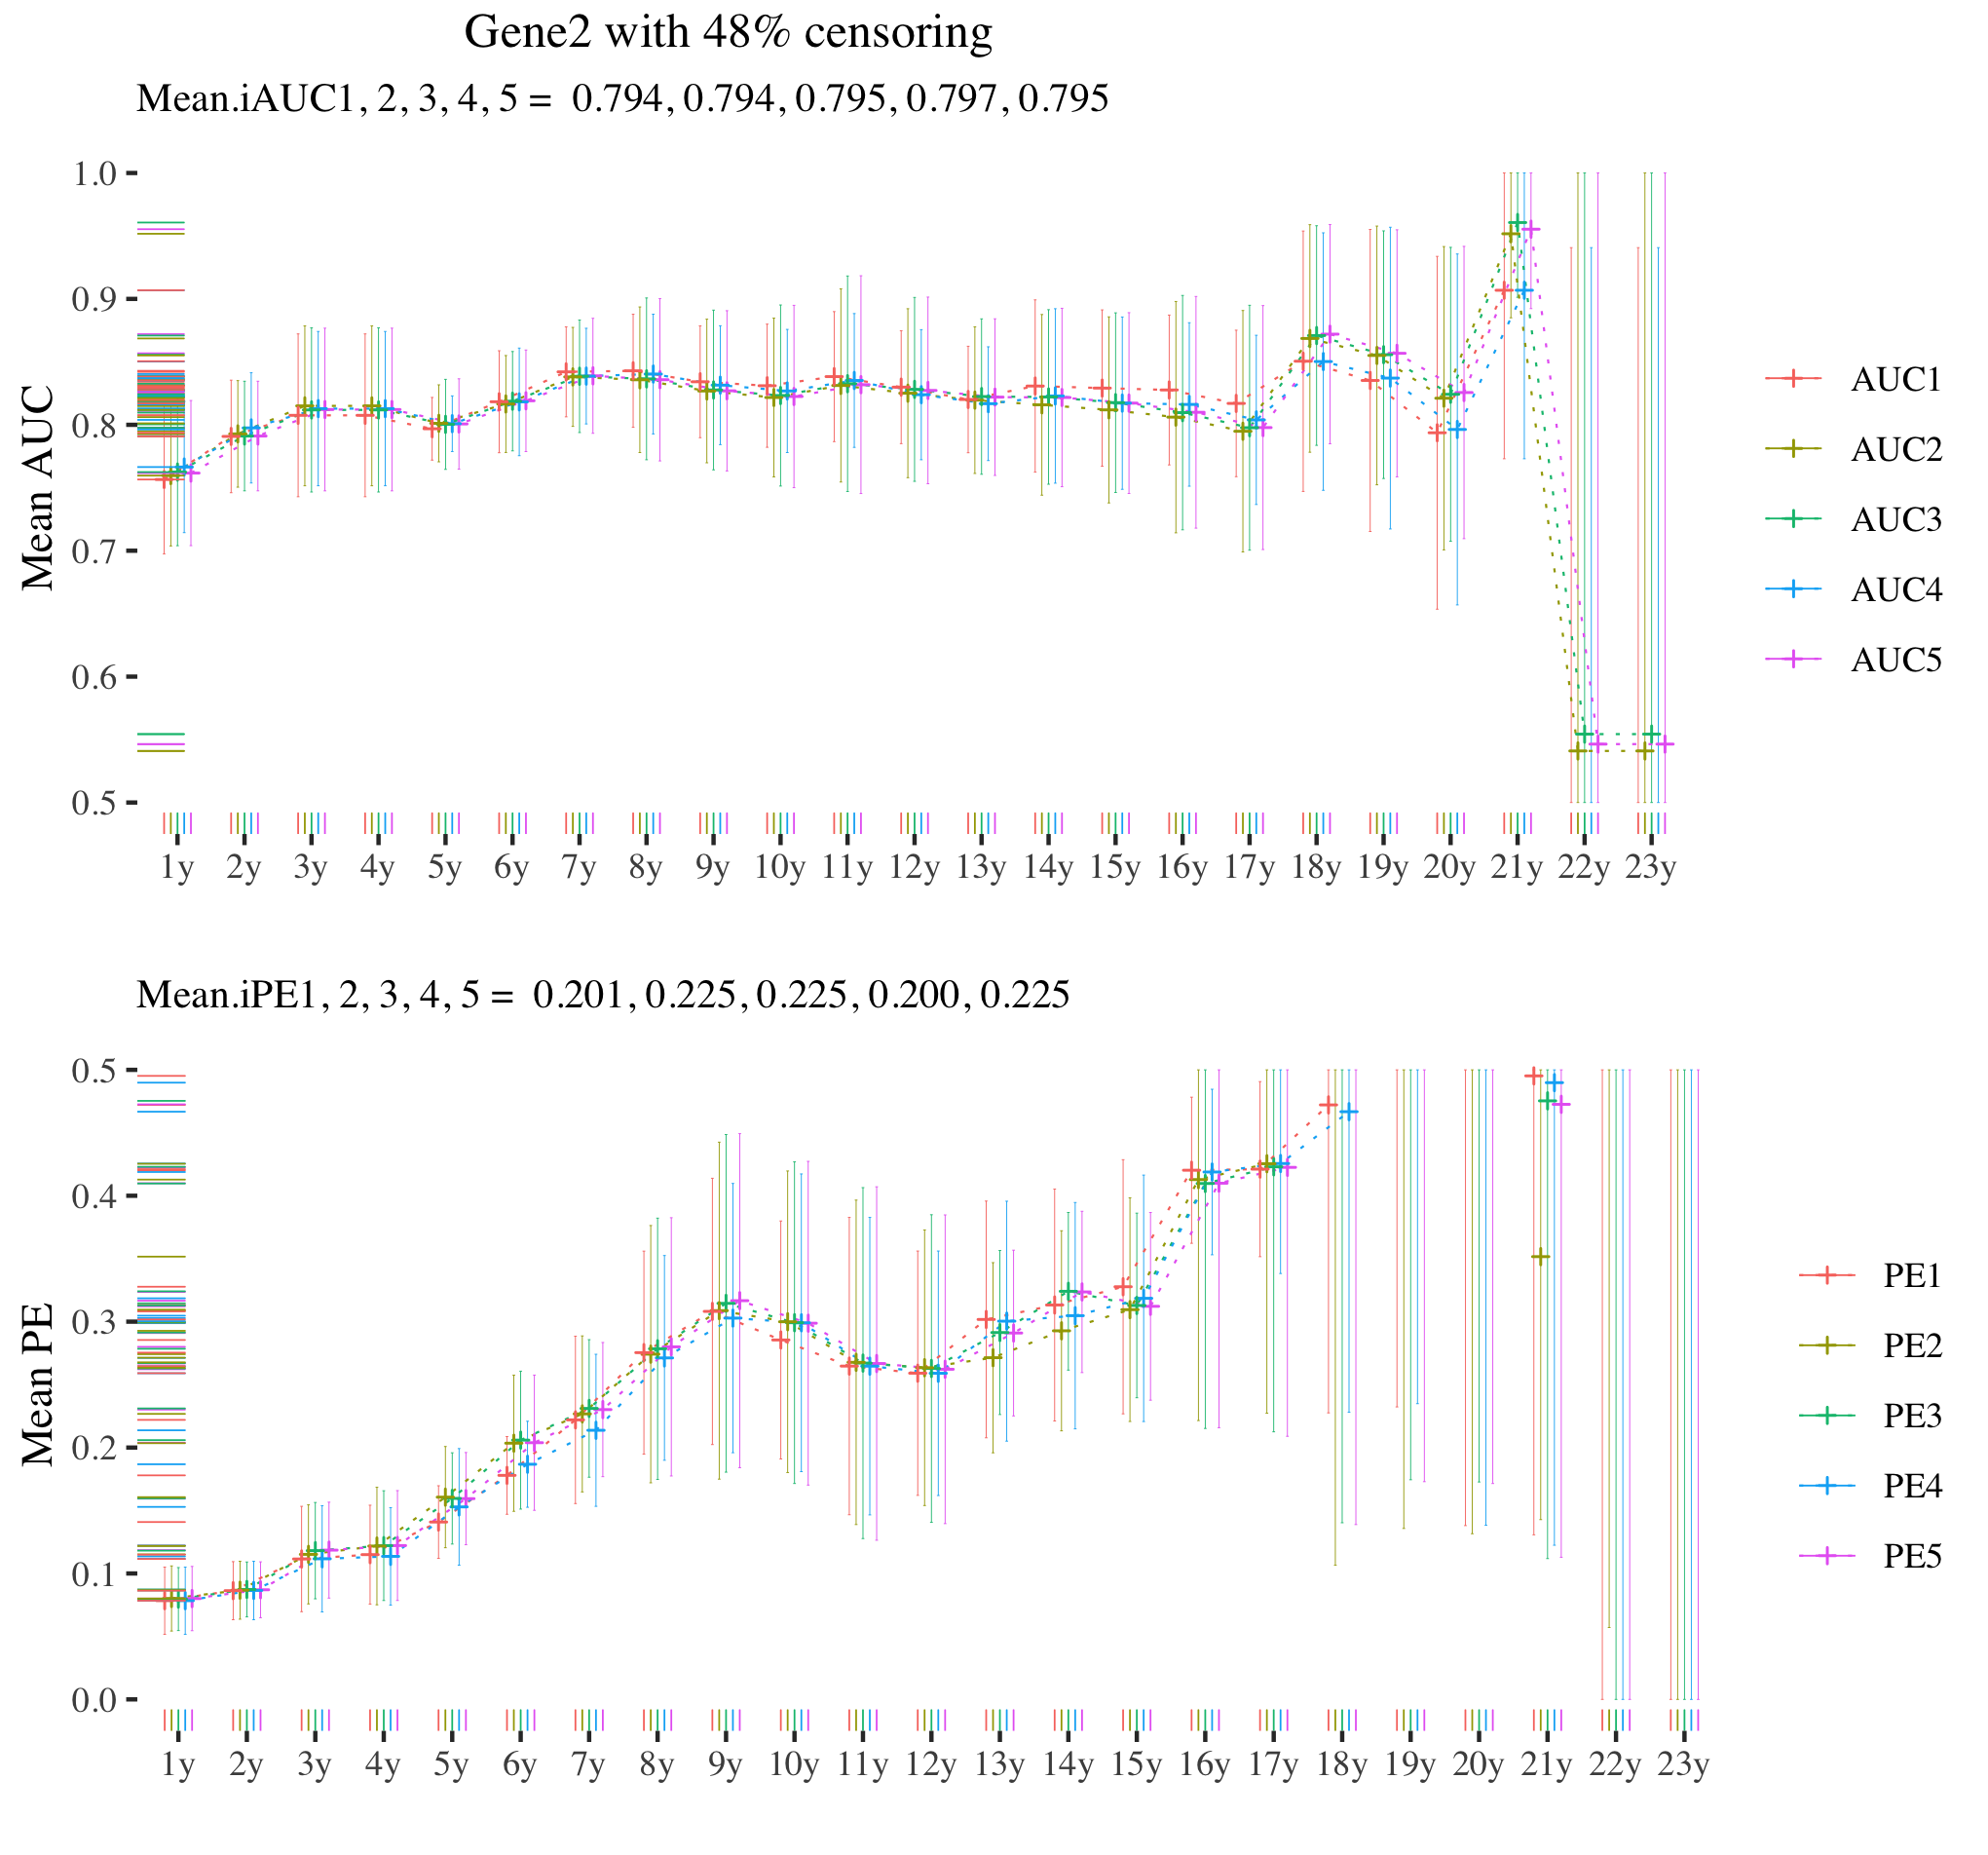 Gene2 with 48% censoring
Mean.iAUC1, 2, 3, 4, 5 = 0.794, 0.794, 0.795, 0.797, 0.795
Mean AUC
1.0
0.9
0.8
0.7
0.6
0.5
1y 2y 3y 4y 5y 6y 7y 8y 9y 10y 11y 12y 13y 14y 15y 16y 17y 18y 19y 20y 21y 22y 23y
AUC1
AUC2
AUC3
AUC4
AUC5
Mean.iPE1, 2, 3, 4, 5 = 0.201, 0.225, 0.225, 0.200, 0.225
Mean PE
0.5
0.4
0.3
0.2
0.1
0.0
1y 2y 3y 4y 5y 6y 7y 8y 9y 10y 11y 12y 13y 14y 15y 16y 17y 18y 19y 20y 21y 22y 23y
PE1
PE2
PE3
PE4
PE5